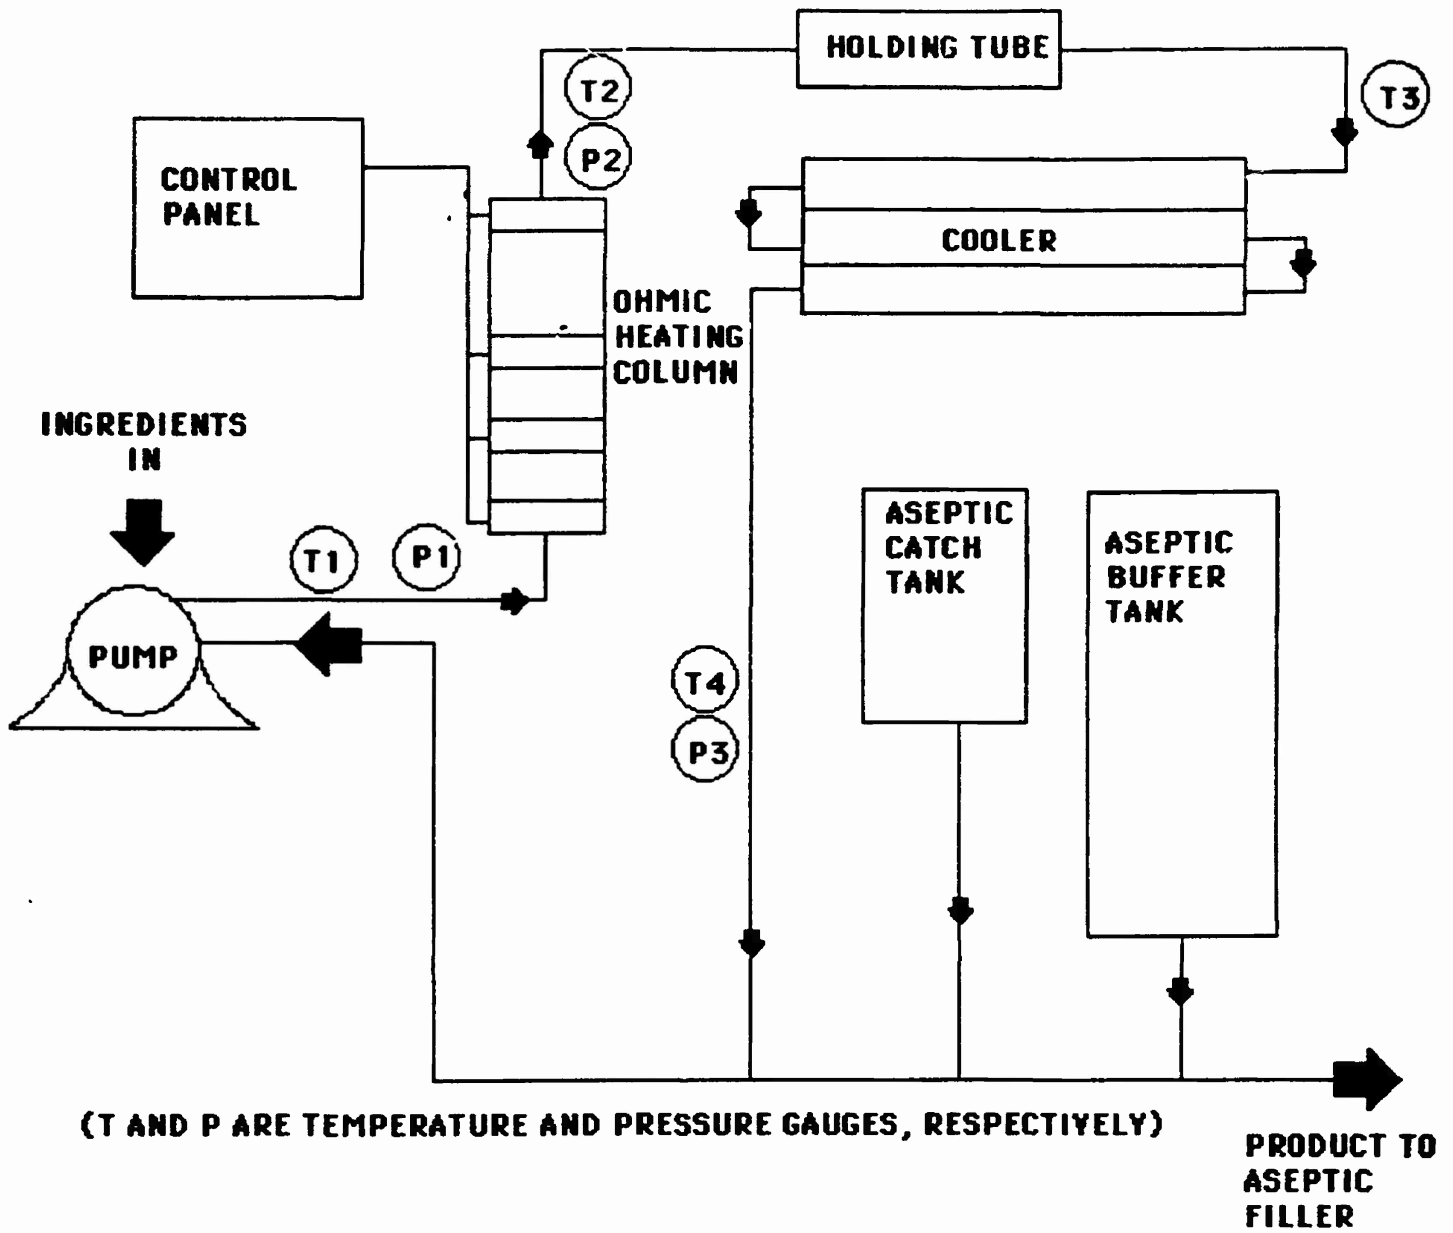 HOLDING TUBE
T2
T3
P2
CONTROL
PANEL
COOLER
OHMIC
HEATING
COLUMN
INGREDIENTS
IN
ASEPTIC
CATCH
TANK
ASEPTIC
BUFFER
TANK
T1
P1
PUMP
T4
P3
(T AND P ARE TEMPERATURE AND PRESSURE GAUGES, RESPECTIVELY)
PRODUCT TO
ASEPTIC
FILLER